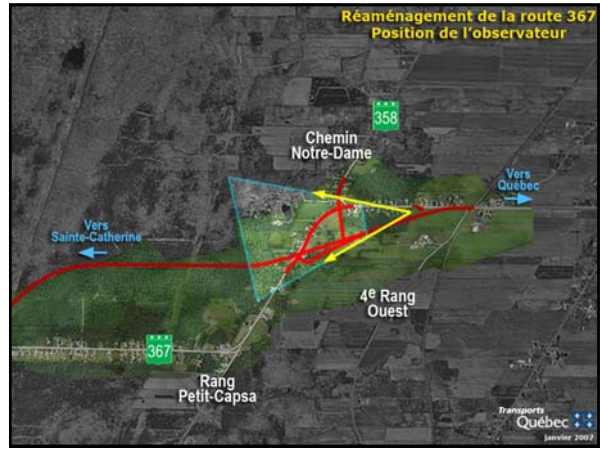 Réaménagement de la route 367
Position de l'observateur
358
Chemin
Notre-Dame
Vers
Québec
Vers
Sainte-Catherine
4e Rang
Ouest
367
Rang
Petit-Capsa
Transports
Québec
janvier 2007